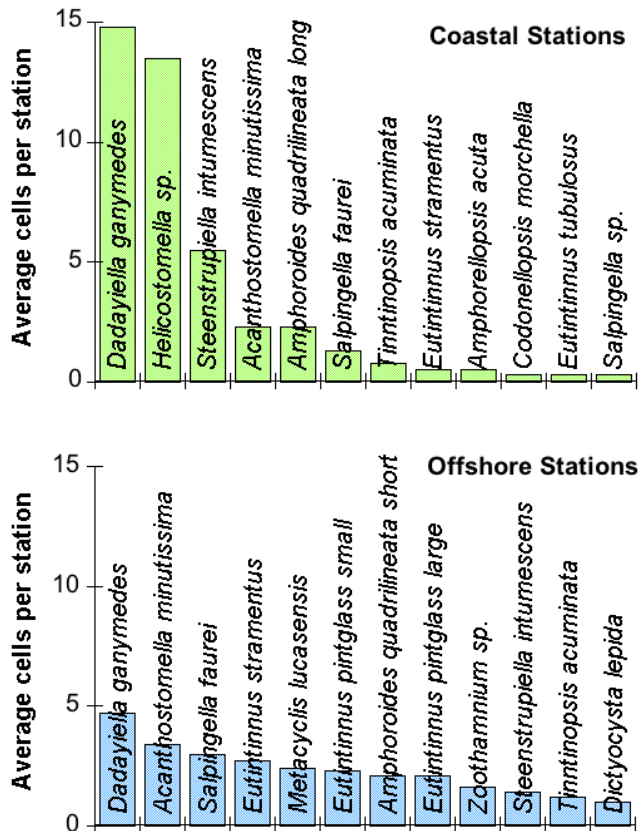 Coastal Stations
Average cells per station
15
10
5
0
Dadayiella ganymedes
Helicostomella sp.
Steenstrupiella intumescens
Acanthostomella minutissima
Amphoroides quadrilineata long
Salpingella faurei
Tinntinopsis acuminata
Eutintinnus stramentus
Amphorellopsis acuta
Codonellopsis morchella
Eutintinnus tubulosus
Salpingella sp.
Offshore Stations
Average cells per station
15
10
5
0
Dadayiella ganymedes
Acanthostomella minutissima
Salpingella faurei
Eutintinnus stramentus
Metacyclis lucasensis
Eutintinnus pintglass small
Amphoroides quadrilineata short
Eutintinnus pintglass large
Zoothamnium sp.
Steenstrupiella intumescens
Tinntinopsis acuminata
Dictyocysta lepida